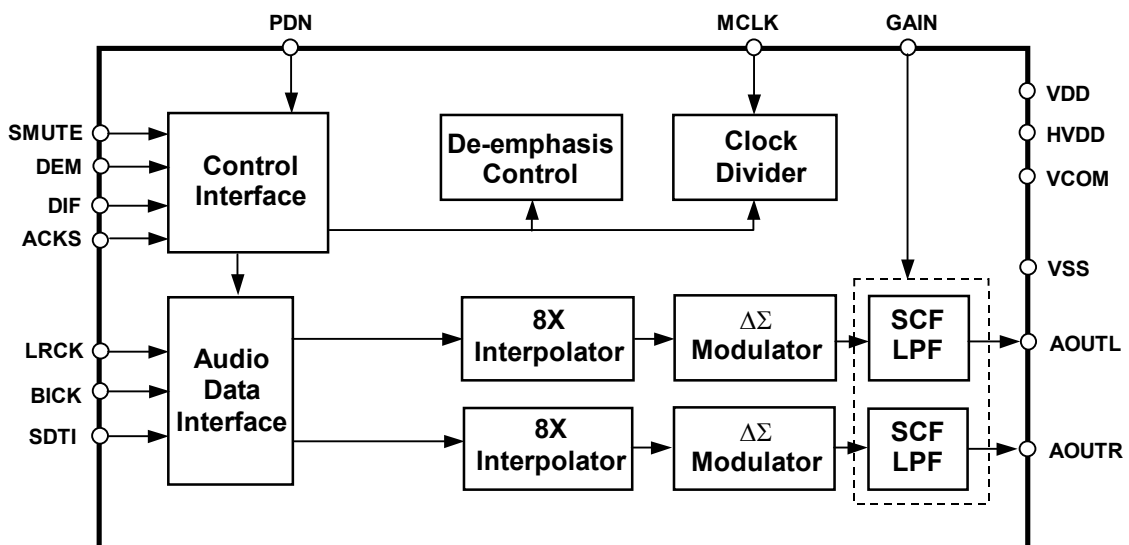 PDN
MCLK
GAIN
SMUTE
DEM
DIF
ACKS
Control
Interface
De-emphasis
Control
Clock
Divider
VDD
HVDD
VCOM
VSS
LRCK
BICK
SDTI
Audio
Data
Interface
8X
Interpolator
ΔΣ
Modulator
SCF
LPF
AOUTL
8X
Interpolator
ΔΣ
Modulator
SCF
LPF
AOUTR